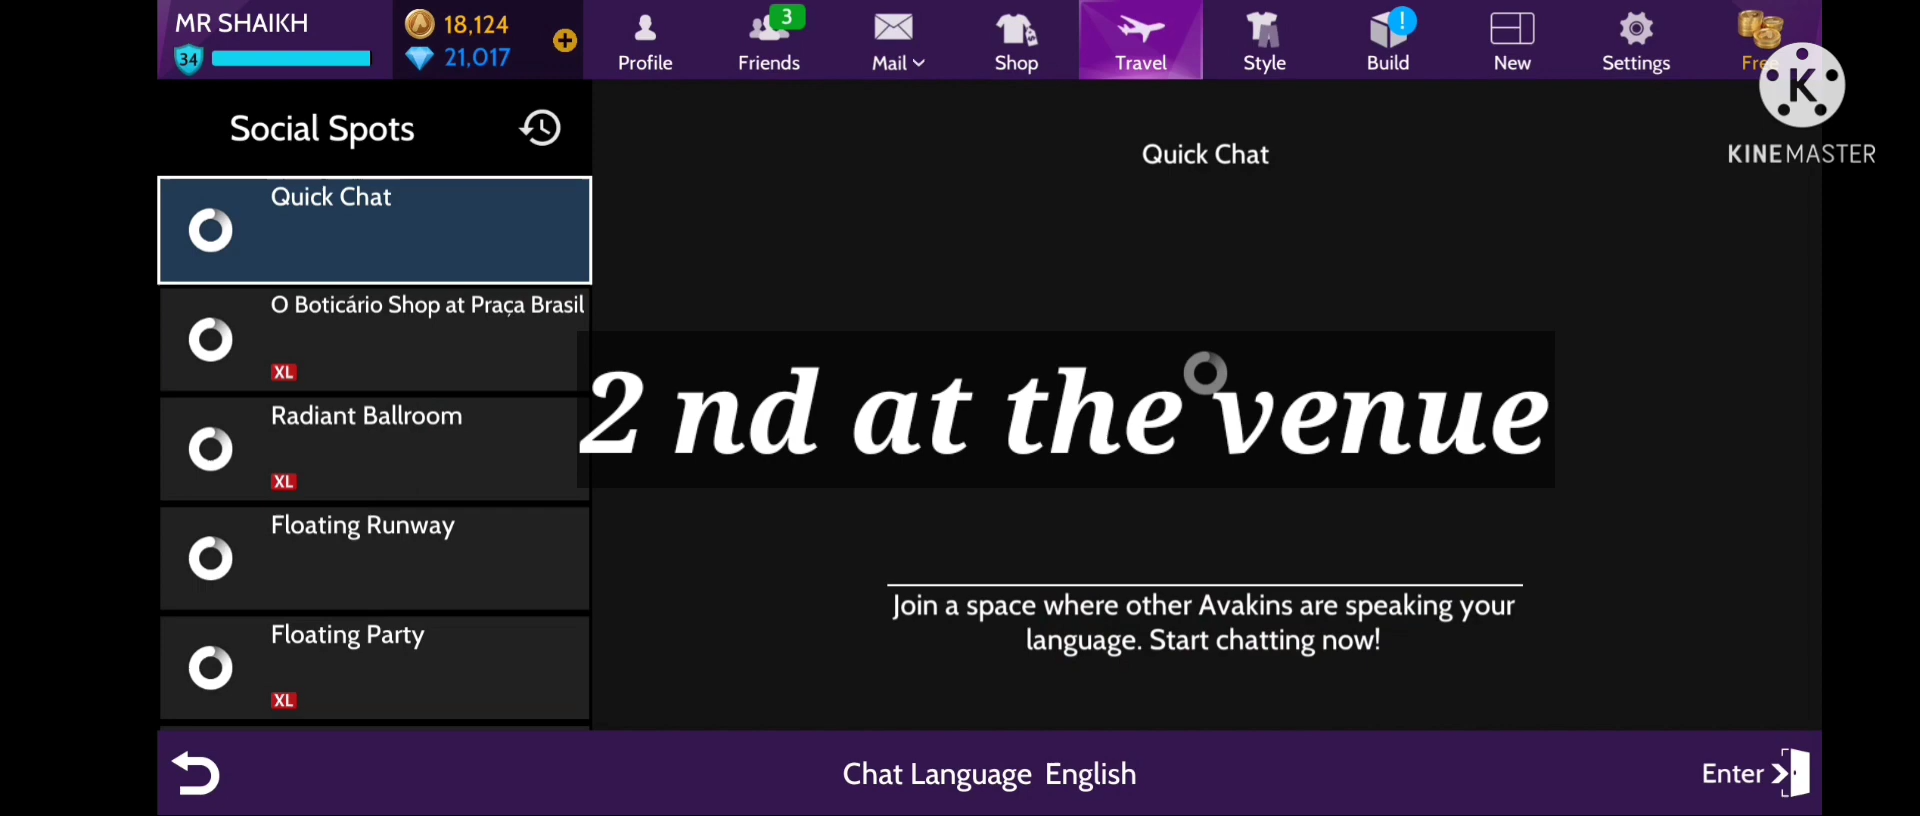 MR SHAIKH
34
18,124
21,017
Profile
3
Friends
Mail
Shop
Travel
Style
!
Build
New
Settings
Free
K
KINEMASTER
Social Spots
Quick Chat
O Boticário Shop at Praça Brasil
XL
Radiant Ballroom
XL
Floating Runway
Floating Party
XL
Quick Chat
2 nd at the venue
Join a space where other Avakins are speaking your
language. Start chatting now!
Chat Language English
Enter